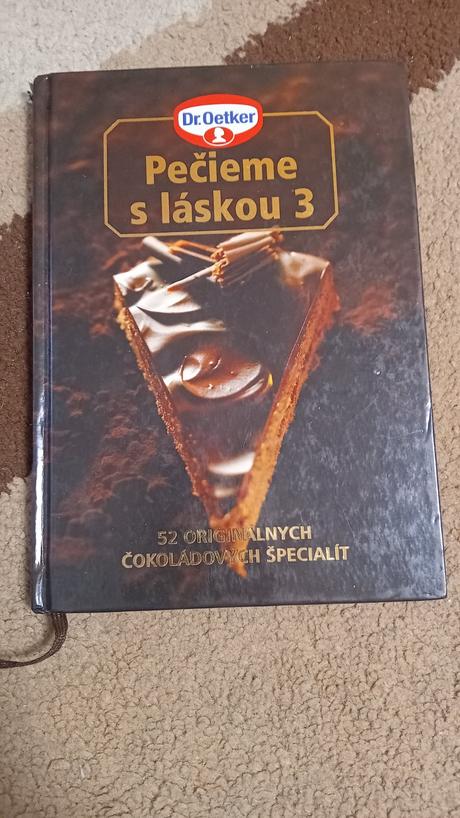 Dr. Oetker
Pečieme
s láskou 3
52 ORIGINÁLNYCH
ČOKOLÁDOVÝCH ŠPECIALÍT